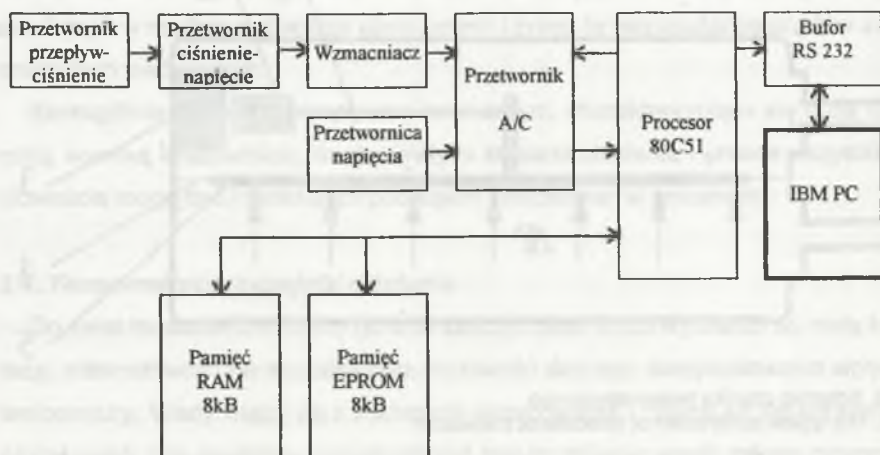 Przetwornik
przepływ-
ciśnienie
Przetwornik
ciśnienie-
napięcie
Wzmacniacz
Przetwornica
napięcia
Przetwornik
A/C
Procesor
80C51
Bufor
RS 232
IBM PC
Pamięć
RAM
8kB
Pamięć
EPROM
8kB